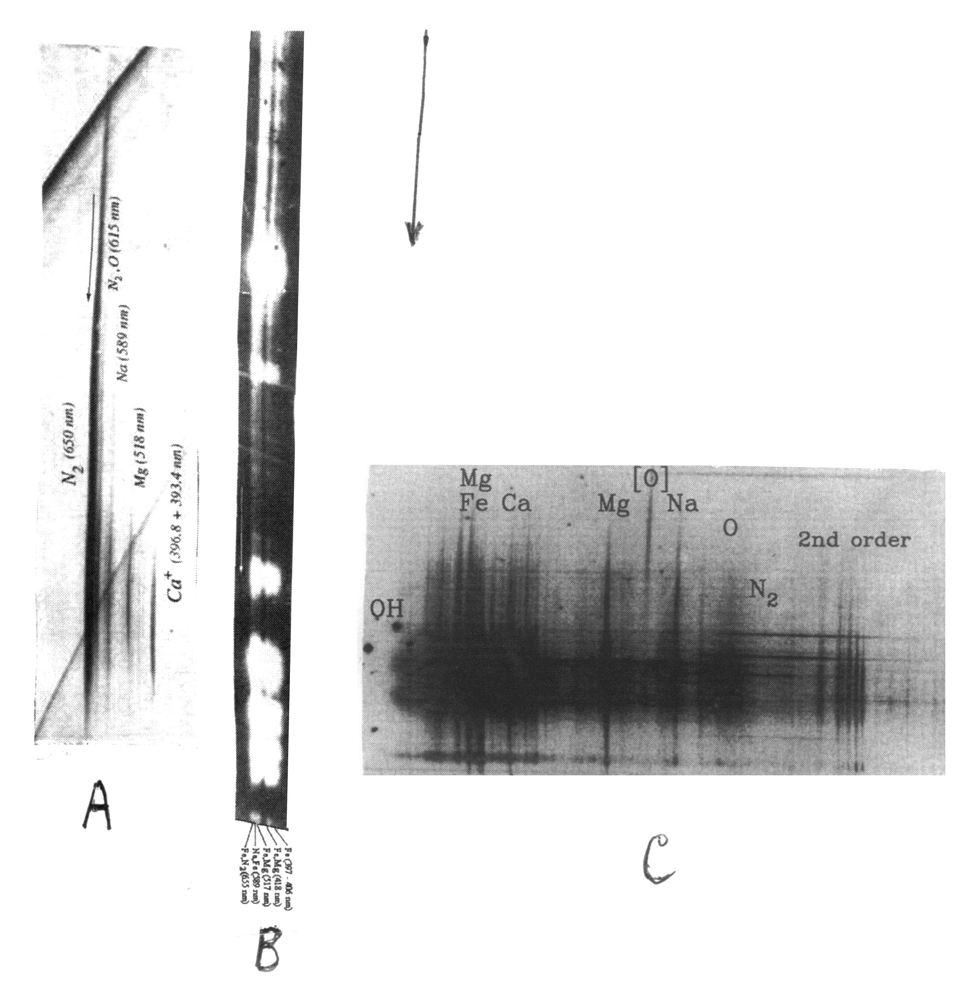 N2, O (615 nm)
Na (589 nm)
N2 (650 nm)
Mg (518 nm)
Ca+ (396.8 + 393.4 nm)
A
Fe (397 - 406 nm)
Fe,Mg (418 nm)
Fe,Mg (517 nm)
Na,Fe (589 nm)
Fe,N2 (655 nm)
B
Mg [O]
Fe Ca Mg Na
O
2nd order
N2
OH
C